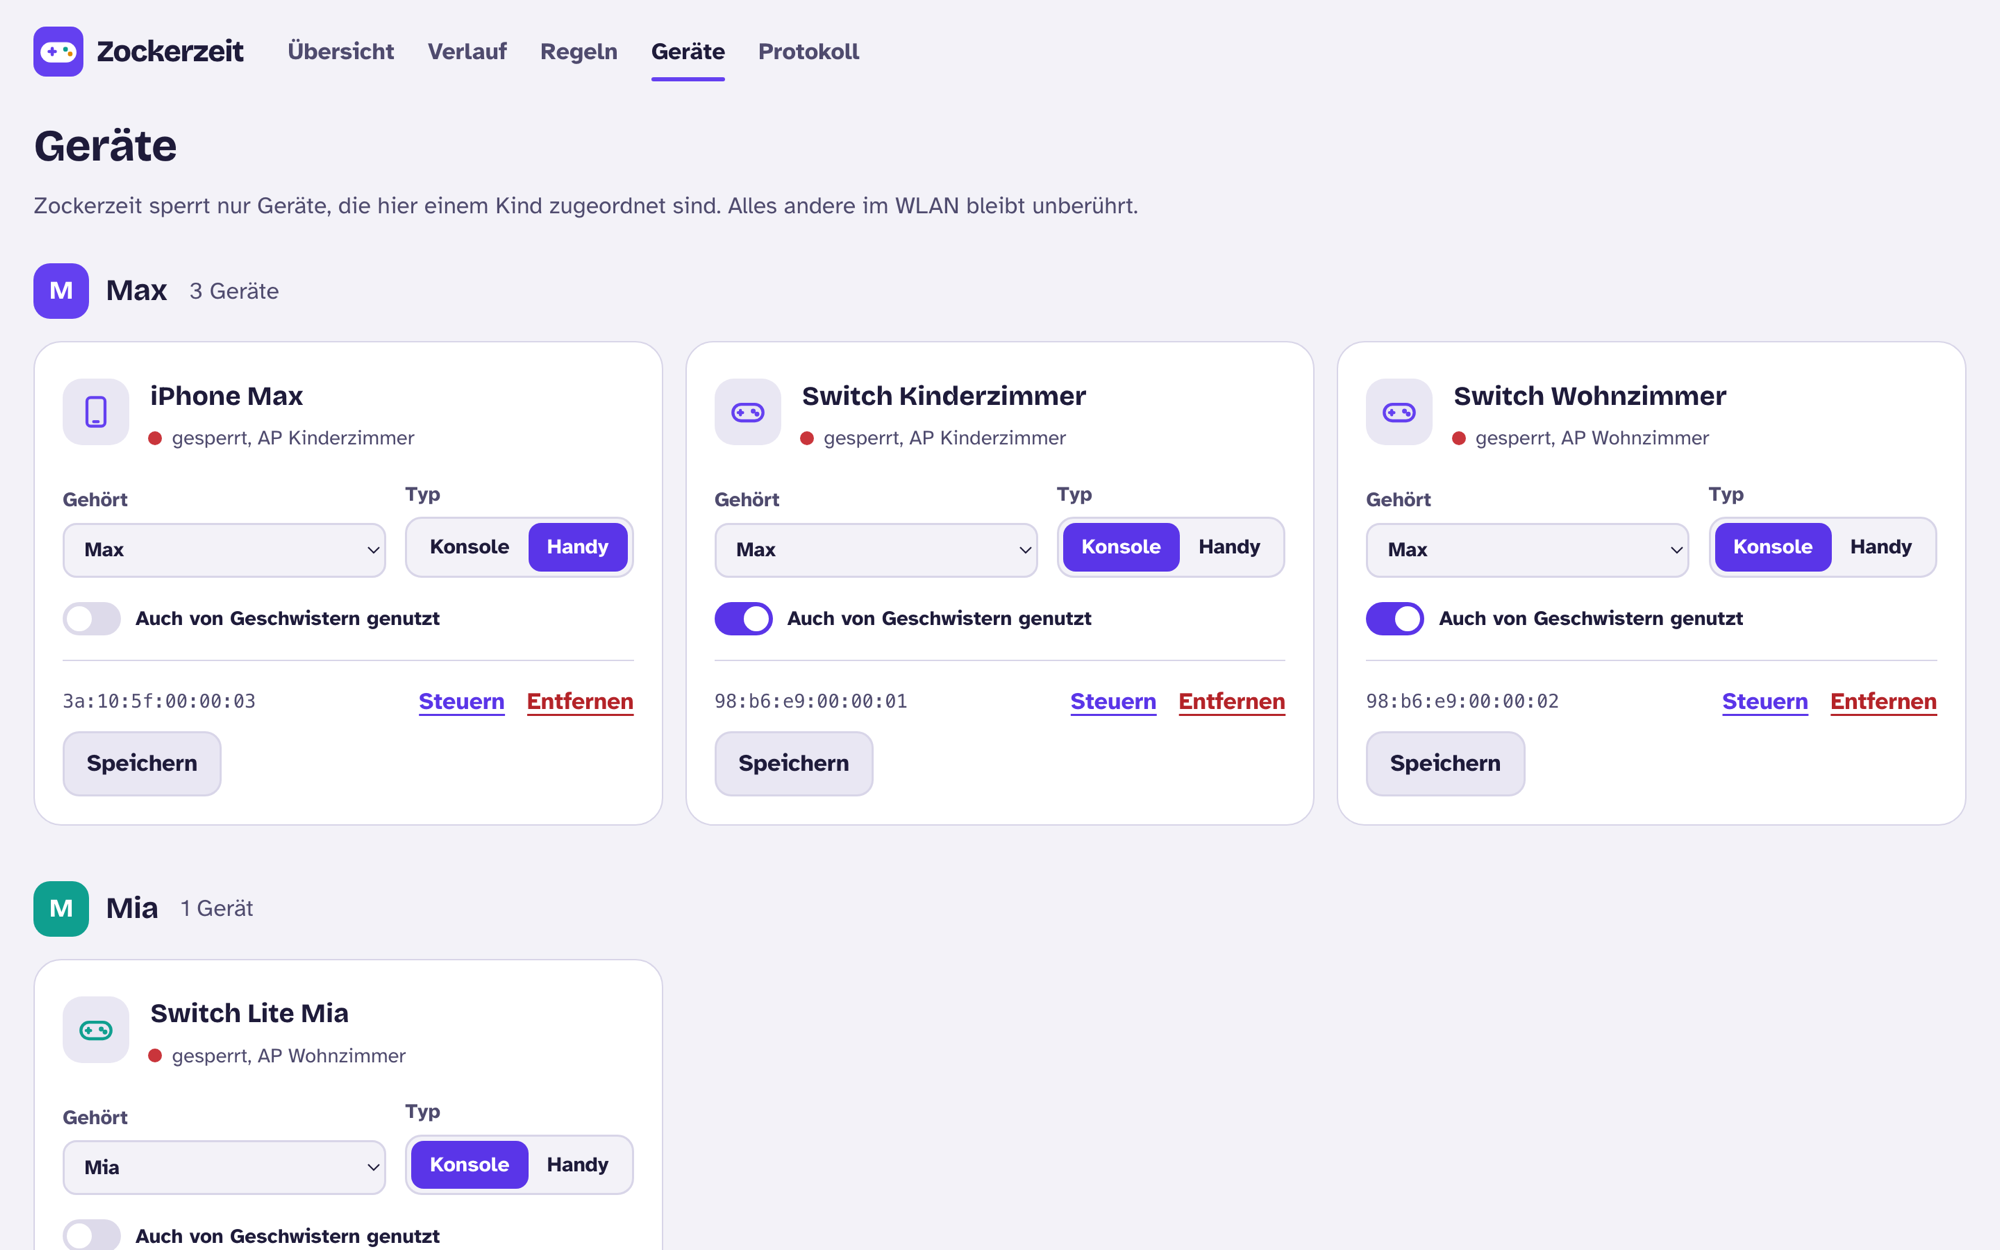 Zockerzeit Übersicht Verlauf Regeln Geräte Protokoll
Geräte
Zockerzeit sperrt nur Geräte, die hier einem Kind zugeordnet sind. Alles andere im WLAN bleibt unberührt.
M Max 3 Geräte
iPhone Max
gesperrt, AP Kinderzimmer
Gehört Typ
Max Konsole Handy
Auch von Geschwistern genutzt
3a:10:5f:00:00:03 Steuern Entfernen
Speichern
Switch Kinderzimmer
gesperrt, AP Kinderzimmer
Gehört Typ
Max Konsole Handy
Auch von Geschwistern genutzt
98:b6:e9:00:00:01 Steuern Entfernen
Speichern
Switch Wohnzimmer
gesperrt, AP Wohnzimmer
Gehört Typ
Max Konsole Handy
Auch von Geschwistern genutzt
98:b6:e9:00:00:02 Steuern Entfernen
Speichern
M Mia 1 Gerät
Switch Lite Mia
gesperrt, AP Wohnzimmer
Gehört Typ
Mia Konsole Handy
Auch von Geschwistern genutzt